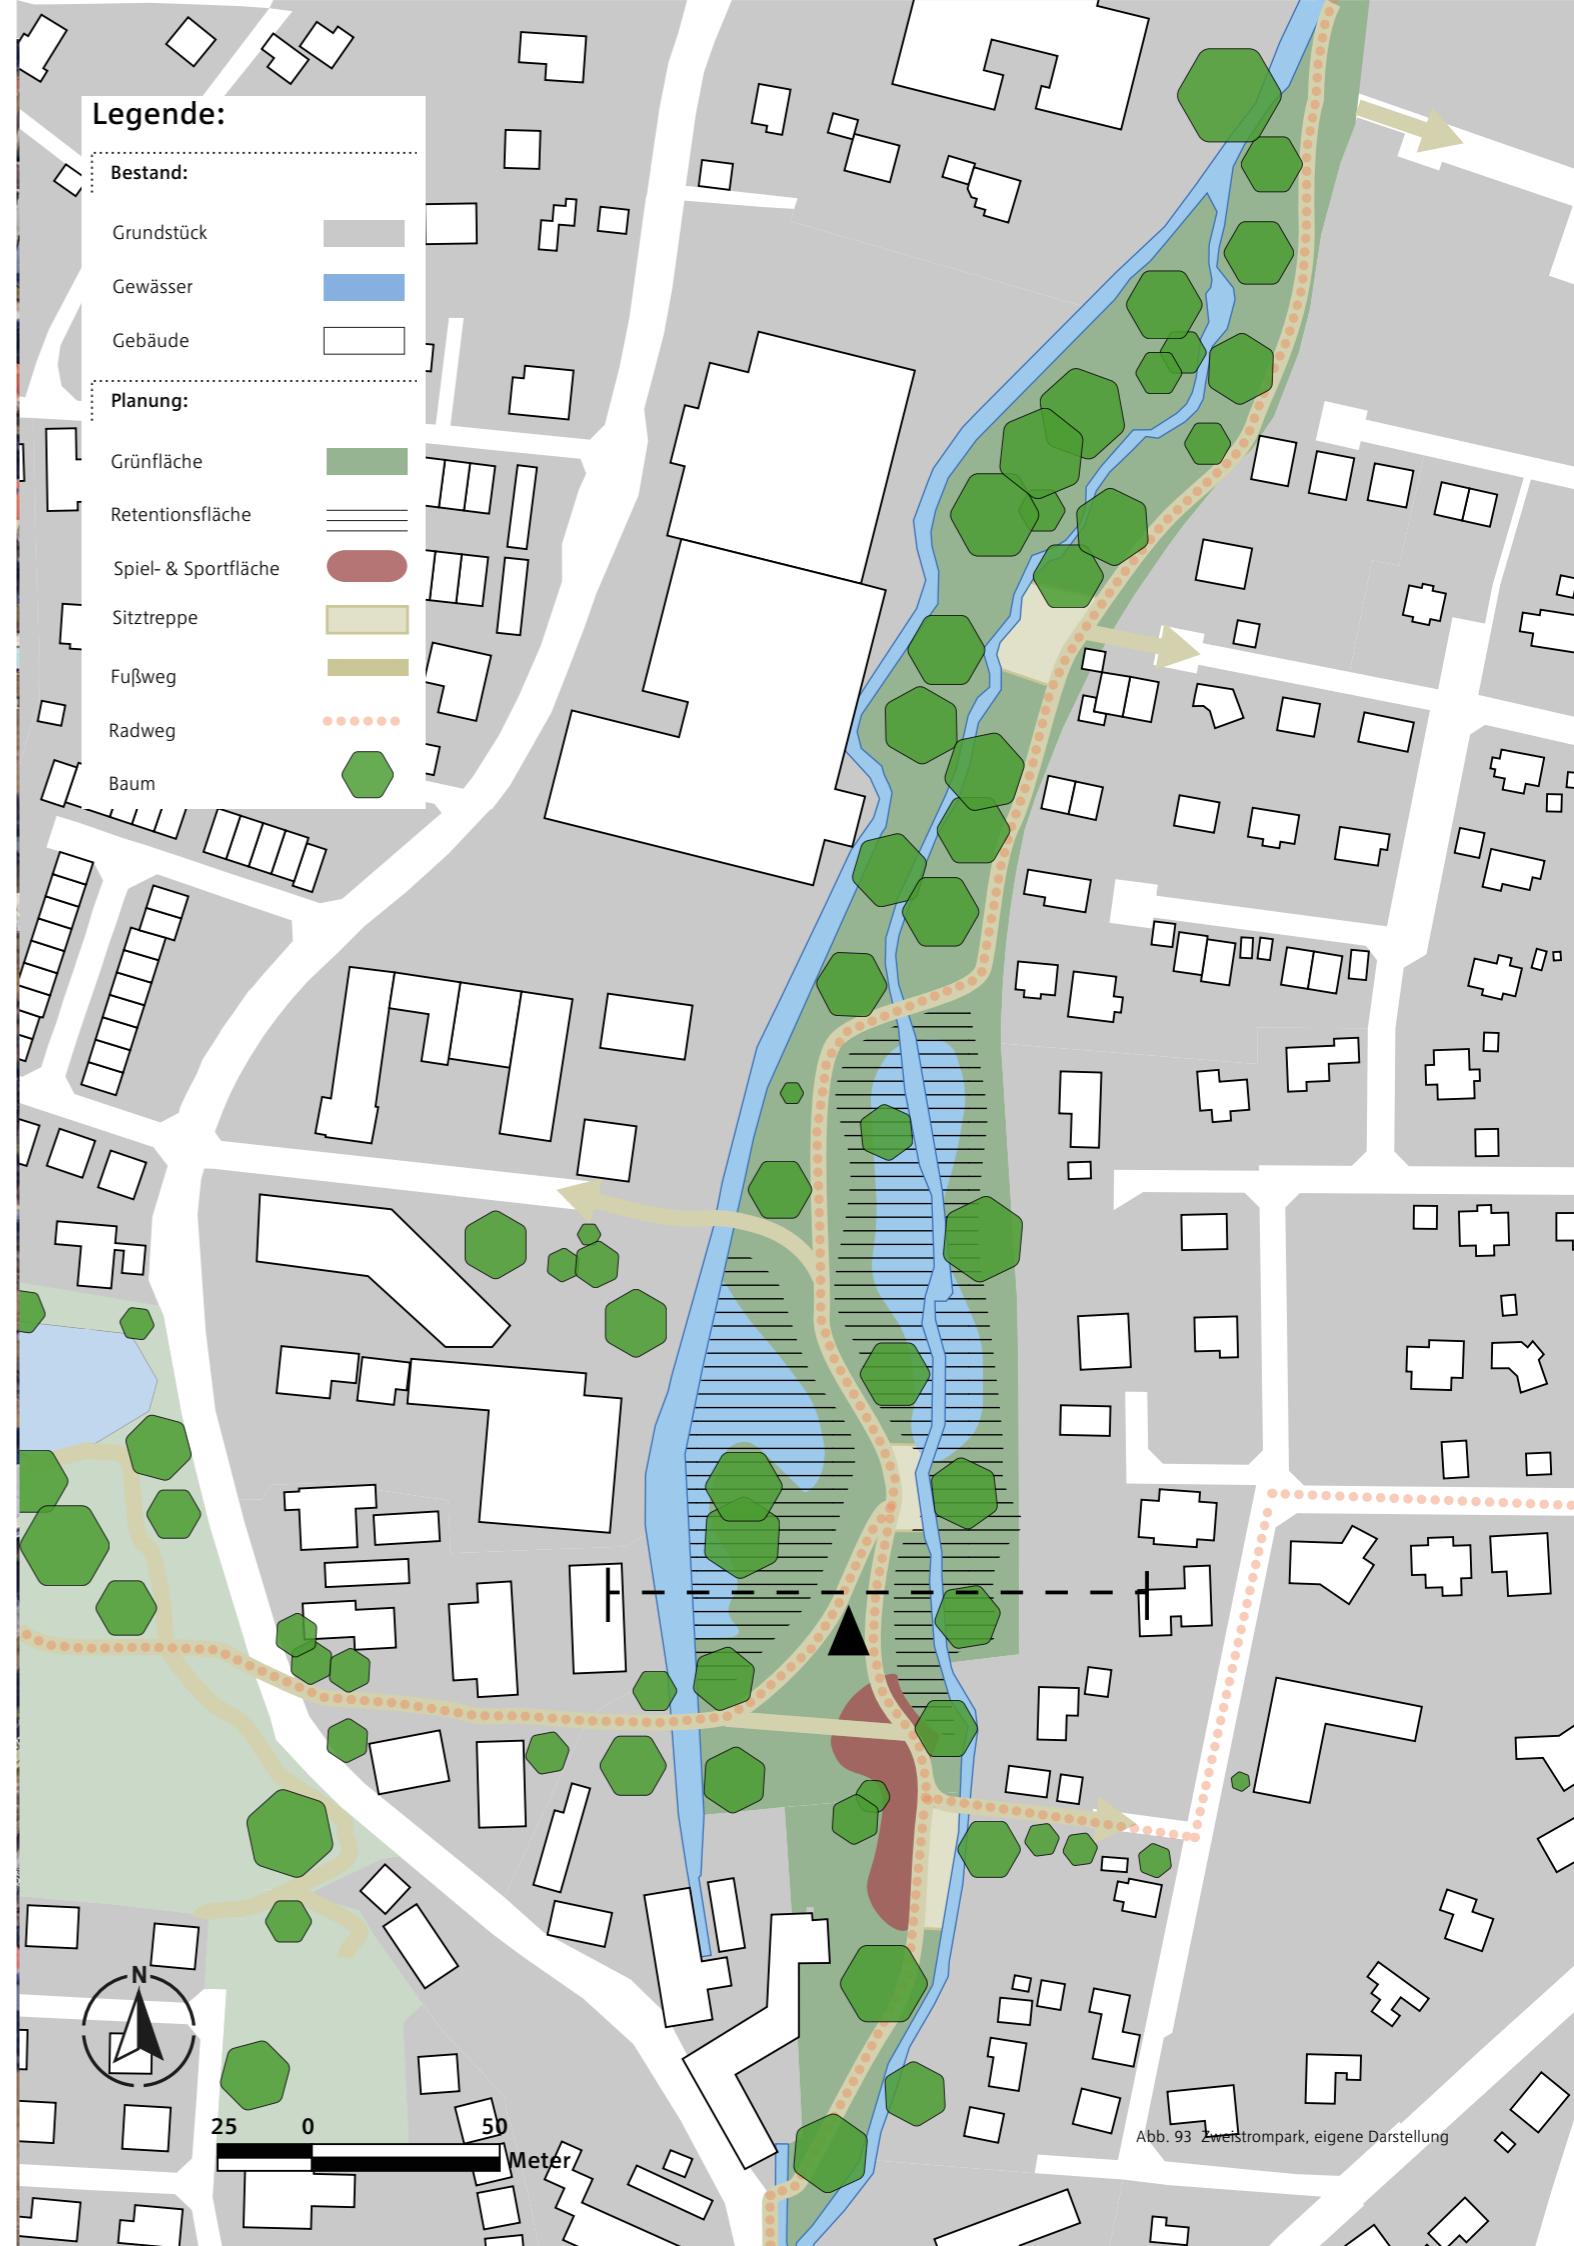 Legende:
Bestand:
Grundstück
Gewässer
Gebäude
Planung:
Grünfläche
Retentionsfläche
Spiel- & Sportfläche
Sitztreppe
Fußweg
Radweg
Baum
N
25 0 50
Meter
Abb. 93 Zweistrompark, eigene Darstellung